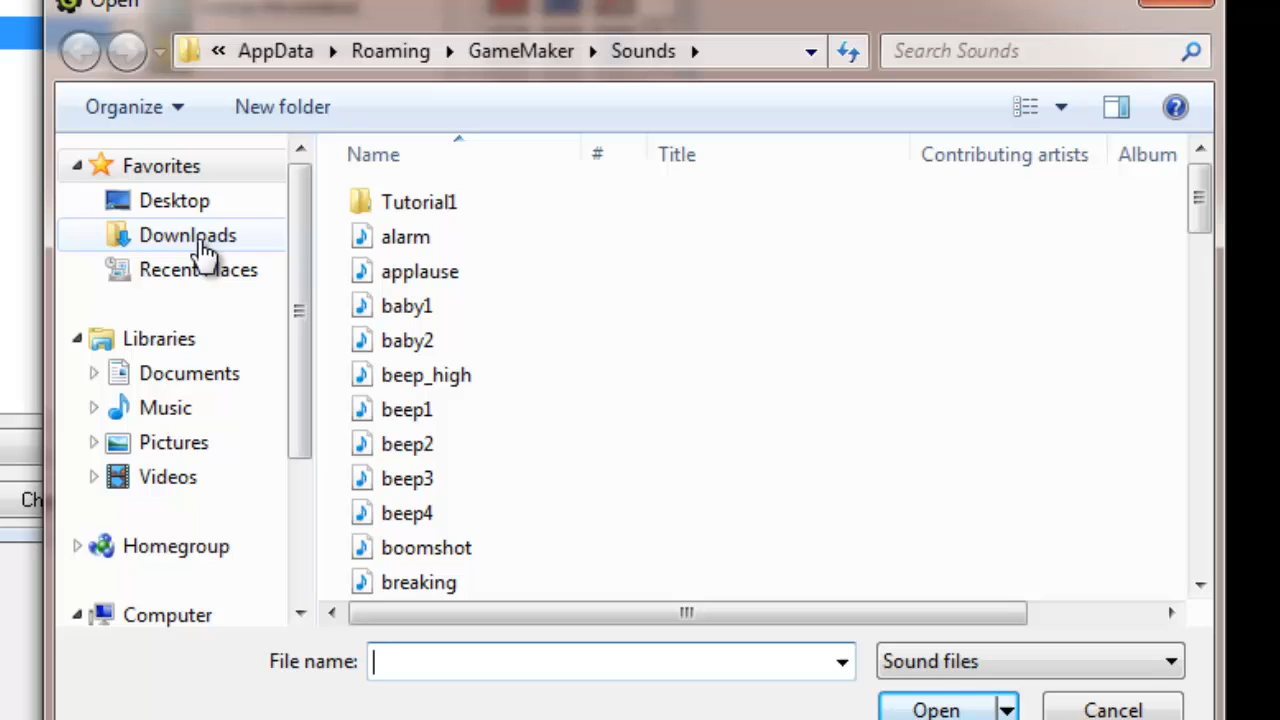 Open
« AppData Roaming GameMaker Sounds Search Sounds
Organize New folder
Name # Title Contributing artists Album
Favorites
Desktop
Downloads
Recent Places
Libraries
Documents
Music
Pictures
Videos
Homegroup
Computer
Tutorial1
alarm
applause
baby1
baby2
beep_high
beep1
beep2
beep3
beep4
boomshot
breaking
Ch
File name: Sound files
Open Cancel